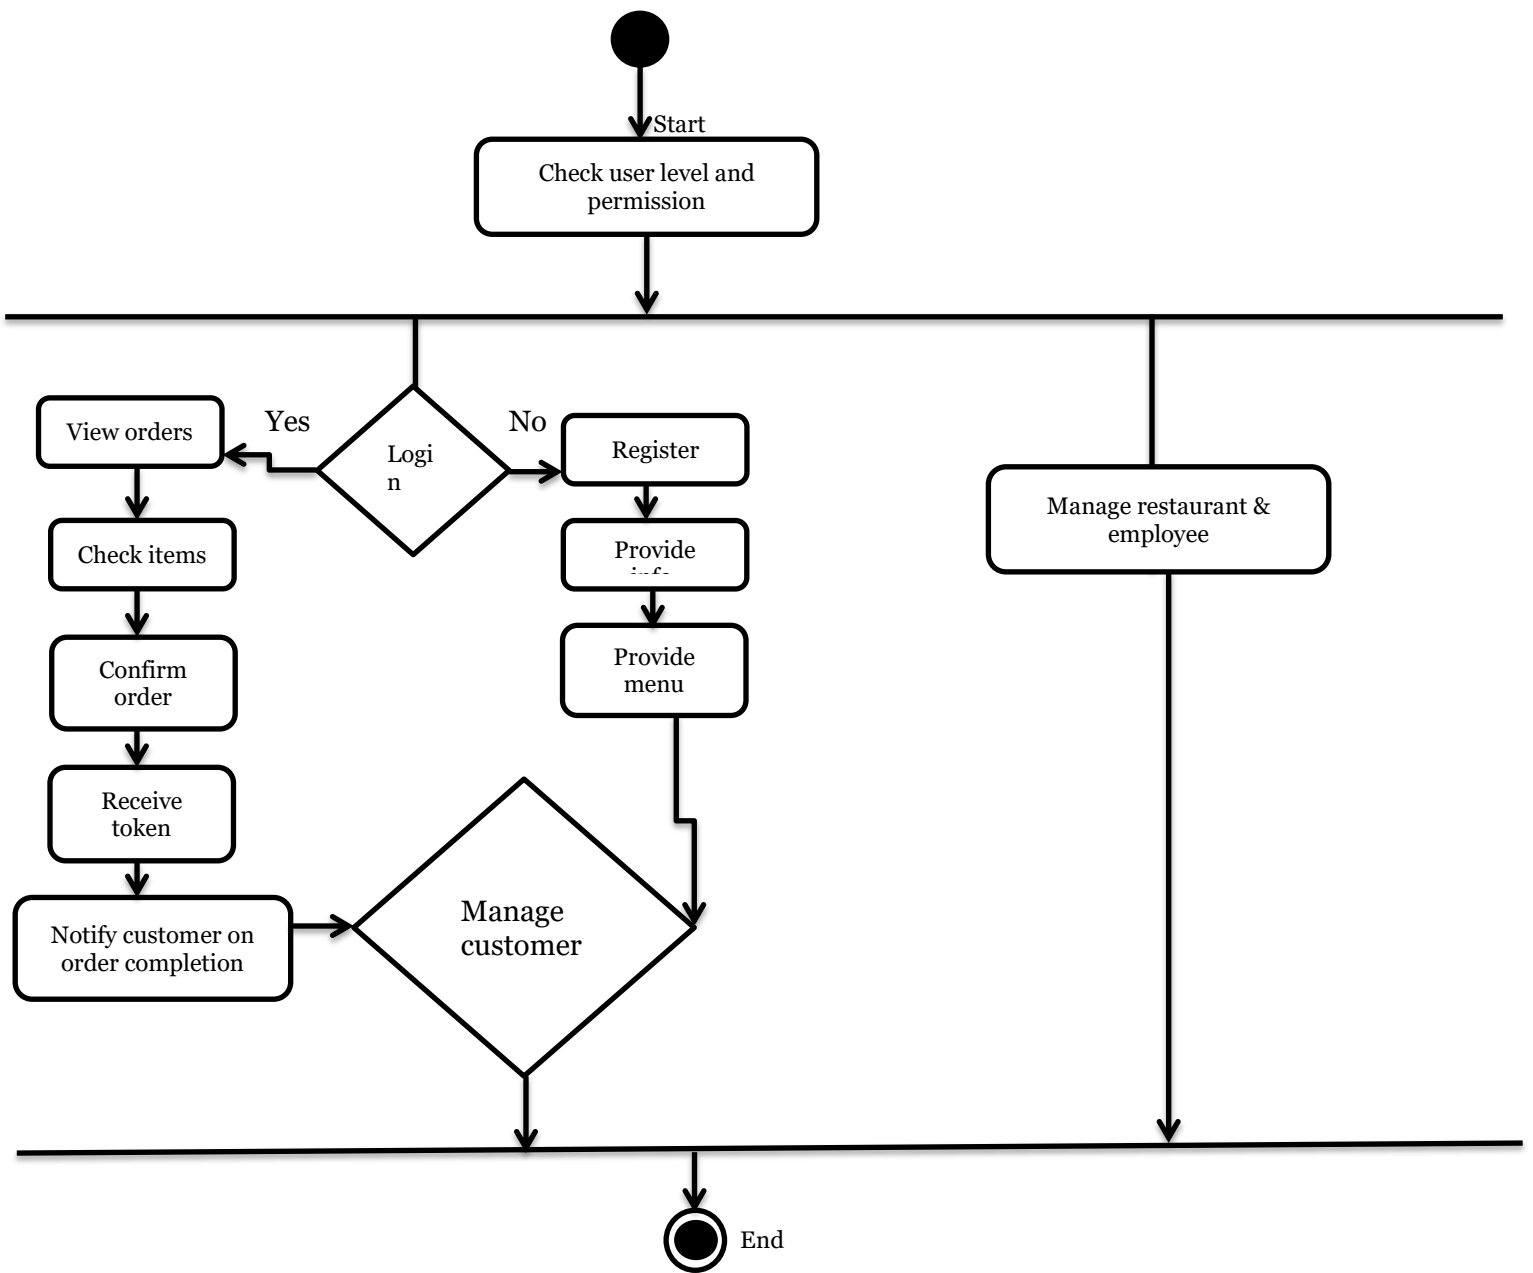 Start
Check user level and
permission
View orders
Yes
Logi
n
No
Register
Manage restaurant &
employee
Check items
Provide
info
Confirm
order
Provide
menu
Receive
token
Notify customer on
order completion
Manage
customer
End